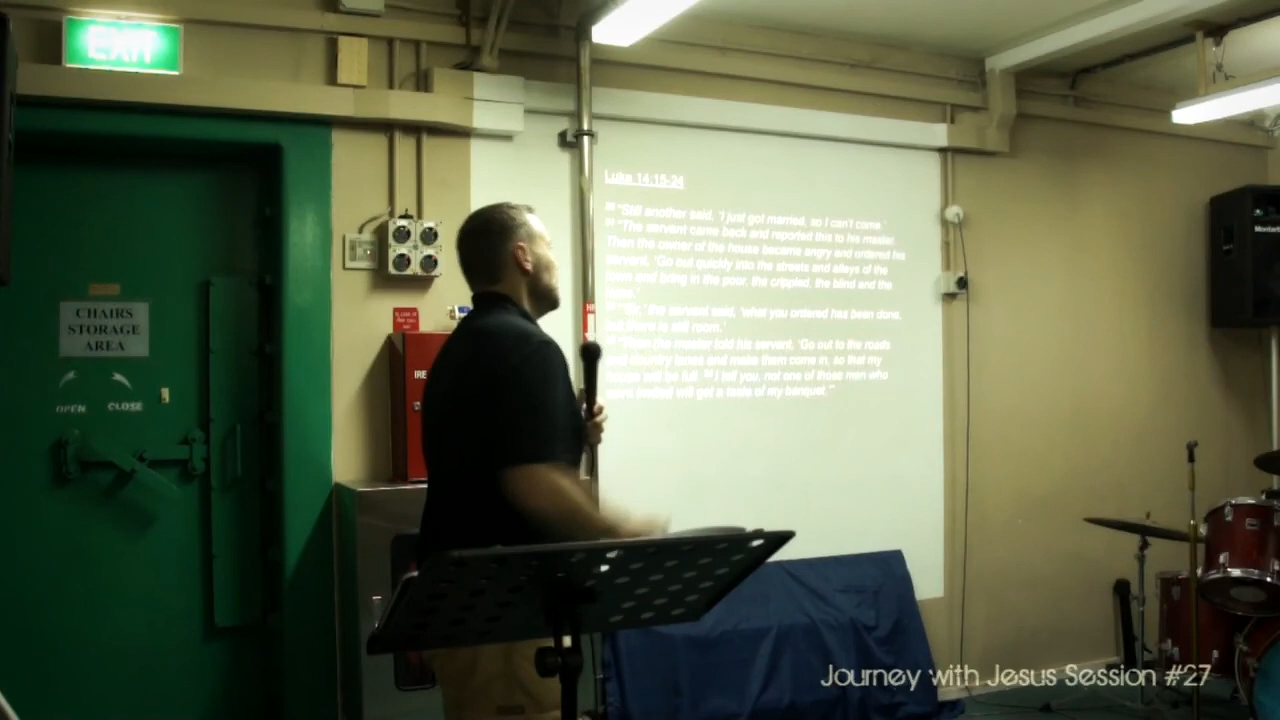 EXIT
CHAIRS
STORAGE
AREA
OPEN CLOSE
Luke 14:15-24
20 "Still another said, 'I just got married, so I can't come.'
21 "The servant came back and reported this to his master.
Then the owner of the house became angry and ordered his
servant, 'Go out quickly into the streets and alleys of the
town and bring in the poor, the crippled, the blind and the
'Sir,' the servant said, 'what you ordered has been done,
but there is still room.'
"Then the master told his servant, 'Go out to the roads
and country lanes and make them come in, so that my
house will be full. 24 I tell you, not one of those men who
were invited will get a taste of my banquet.'"
Journey with Jesus Session #27